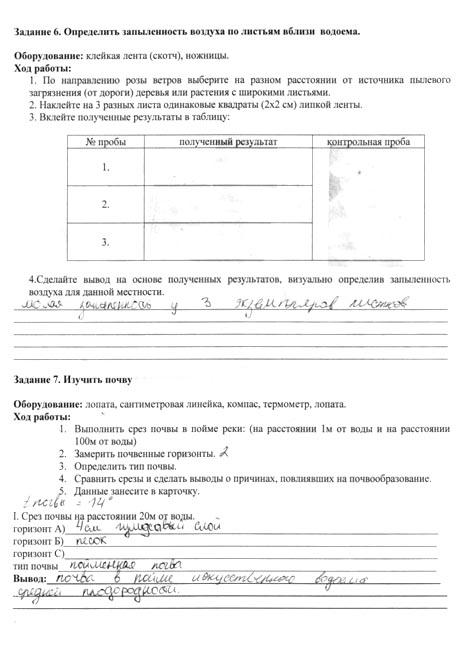 Задание 6. Определить запыленность воздуха по листьям вблизи водоема.
Оборудование: клейкая лента (скотч), ножницы.
Ход работы:
1. По направлению розы ветров выберите на разном расстоянии от источника пылевого
загрязнения (от дороги) деревья или растения с широкими листьями.
2. Наклейте на 3 разных листа одинаковые квадраты (2х2 см) липкой ленты.
3. Вклейте полученные результаты в таблицу:
№ пробы полученный результат контрольная проба
1.
2.
3.
4.Сделайте вывод на основе полученных результатов, визуально определив запыленность
воздуха для данной местности.
малая запыленность у 3 экземпляров листков
Задание 7. Изучить почву
Оборудование: лопата, сантиметровая линейка, компас, термометр, лопата.
Ход работы:
1. Выполнить срез почвы в пойме реки: (на расстоянии 1м от воды и на расстоянии
100м от воды)
2. Замерить почвенные горизонты. 2
3. Определить тип почвы.
4. Сравнить срезы и сделать выводы о причинах, повлиявших на почвообразование.
5. Данные занесите в карточку.
t почвы = 14°
I. Срез почвы на расстоянии 20м от воды.
горизонт А) 4см гумусовый слой
горизонт Б) песок
горизонт С)
тип почвы пойменная почва
Вывод: почва в пойме искусственного водоема
средней плодородности.